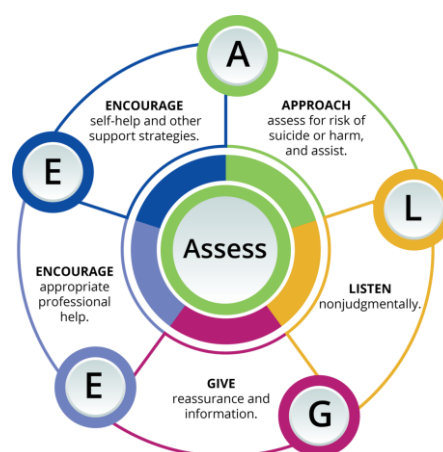 A
APPROACH
assess for risk of
suicide or harm,
and assist.
L
LISTEN
nonjudgmentally.
G
GIVE
reassurance and
information.
E
ENCOURAGE
appropriate
professional
help.
E
ENCOURAGE
self-help and other
support strategies.
Assess